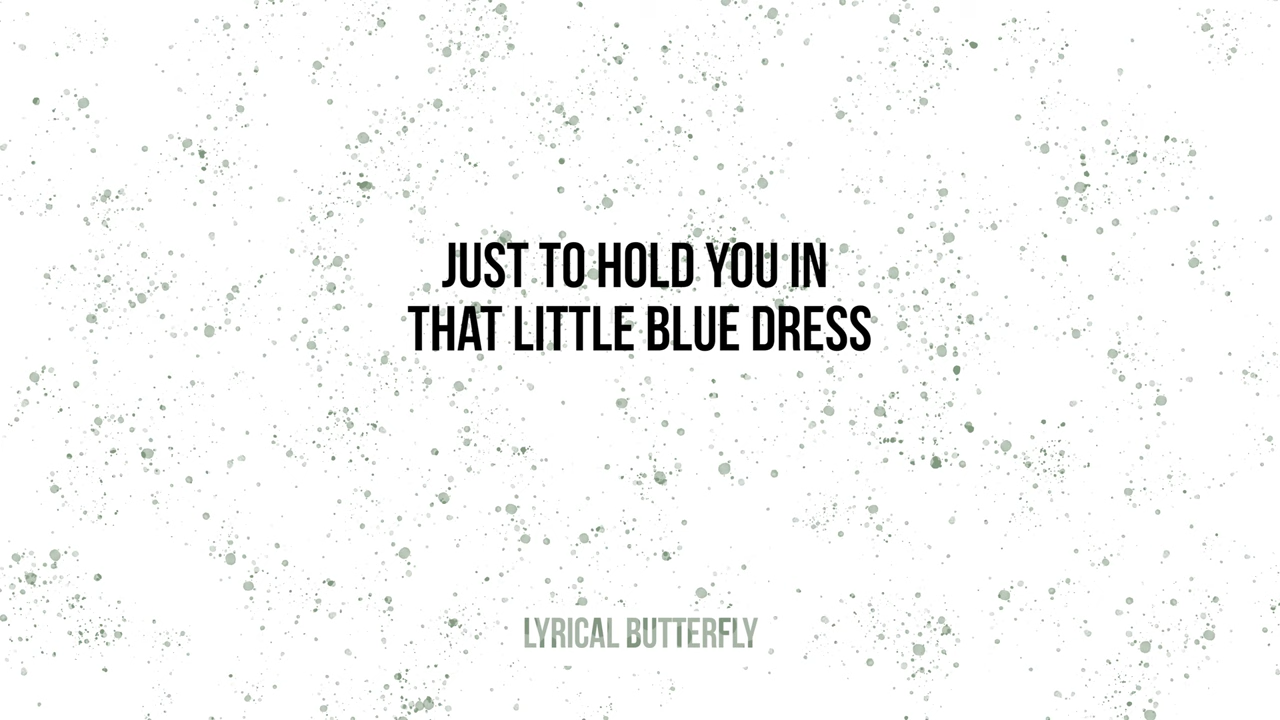 JUST TO HOLD YOU IN
THAT LITTLE BLUE DRESS
LYRICAL BUTTERFLY